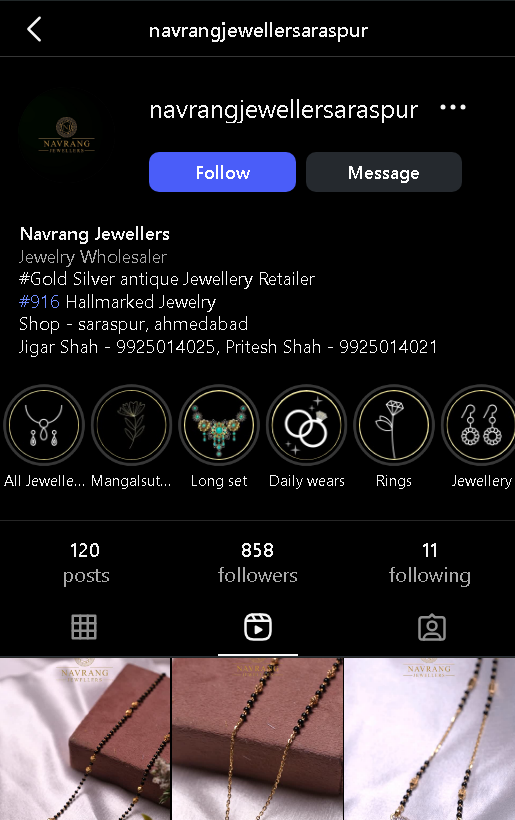 navrangjewellersaraspur
NAVRANG
JEWELLERS
navrangjewellersaraspur
Follow
Message
Navrang Jewellers
Jewelry Wholesaler
#Gold Silver antique Jewellery Retailer
#916 Hallmarked Jewelry
Shop - saraspur, ahmedabad
Jigar Shah - 9925014025, Pritesh Shah - 9925014021
All Jewelle...
Mangalsut...
Long set
Daily wears
Rings
Jewellery
120
858
11
posts
followers
following
NAVRANG
JEWELLERS
NAVRANG
NAVRANG
JEWELLERS